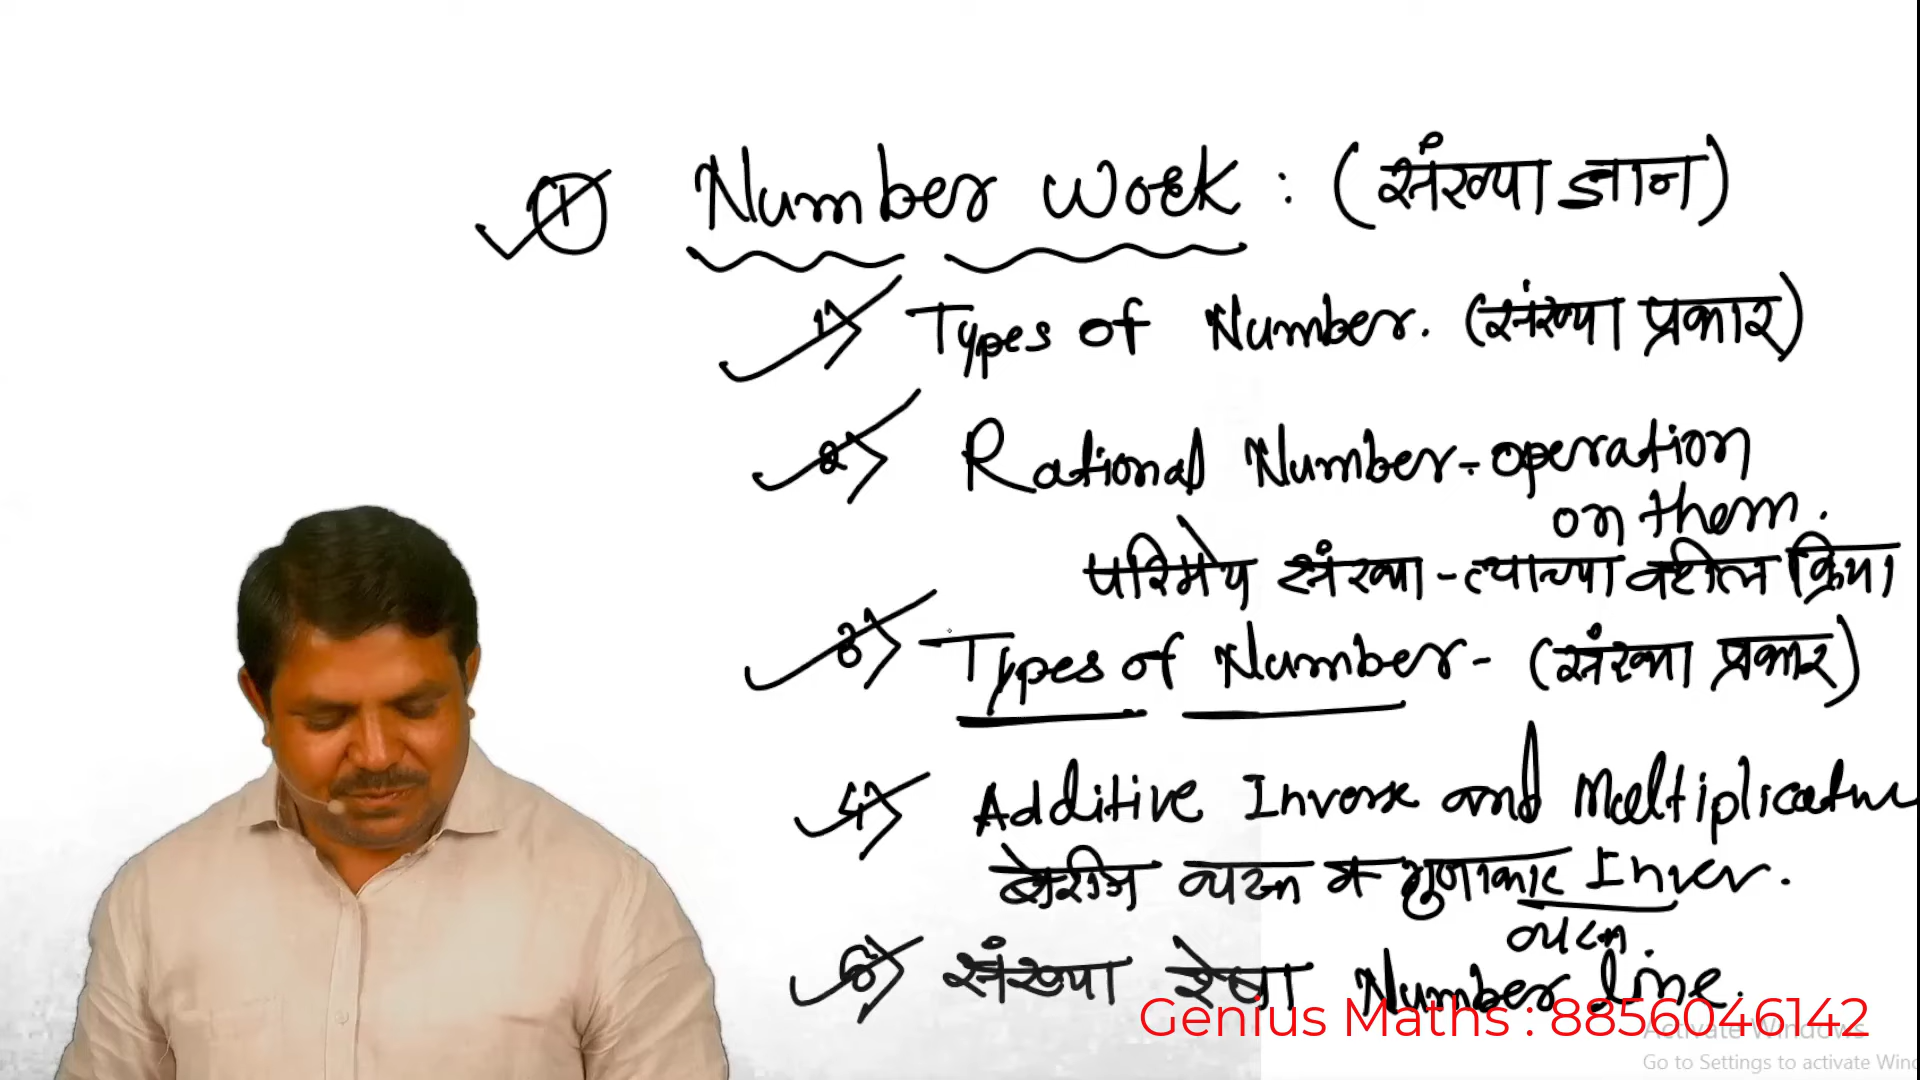 ① Number Work : (संख्या ज्ञान)
1) Types of Number. (संख्या प्रकार)
2) Rational Number - operation
on them.
परिमेय संख्या - त्याच्या वरील क्रिया
3) Types of Number - (संख्या प्रकार)
4) Additive Inverse and Multiplicative
बेरीज व्यस्त व गुणाकार Inver.
व्यस्त.
संख्या रेषा Number line.
Genius Maths : 8856046142
Activate Windows
Go to Settings to activate Wind